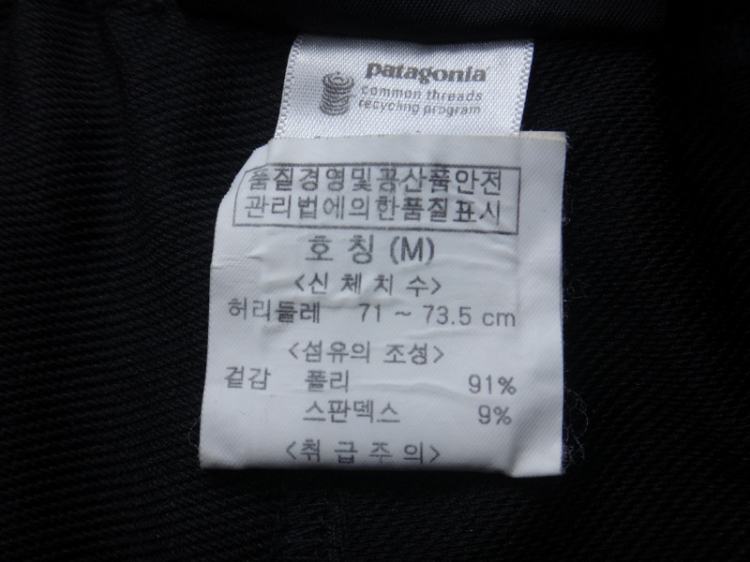 patagonia
common threads
recycling program
품질경영및공산품안전
관리법에의한품질표시
호 칭 (M)
<신 체 치 수>
허리들레 71 ~ 73.5 cm
<섬유의 조성>
겉감 폴리 91%
스판덱스 9%
<취 급 주 의>